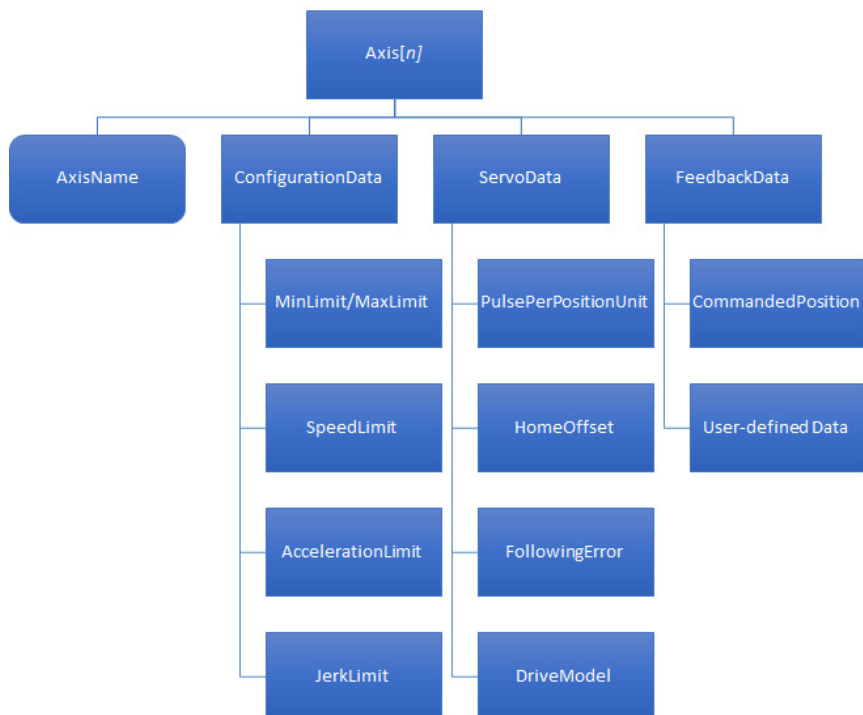 Axis[n]
AxisName
ConfigurationData
ServoData
FeedbackData
MinLimit/MaxLimit
PulsePerPositionUnit
CommandedPosition
SpeedLimit
HomeOffset
User-defined Data
AccelerationLimit
FollowingError
JerkLimit
DriveModel